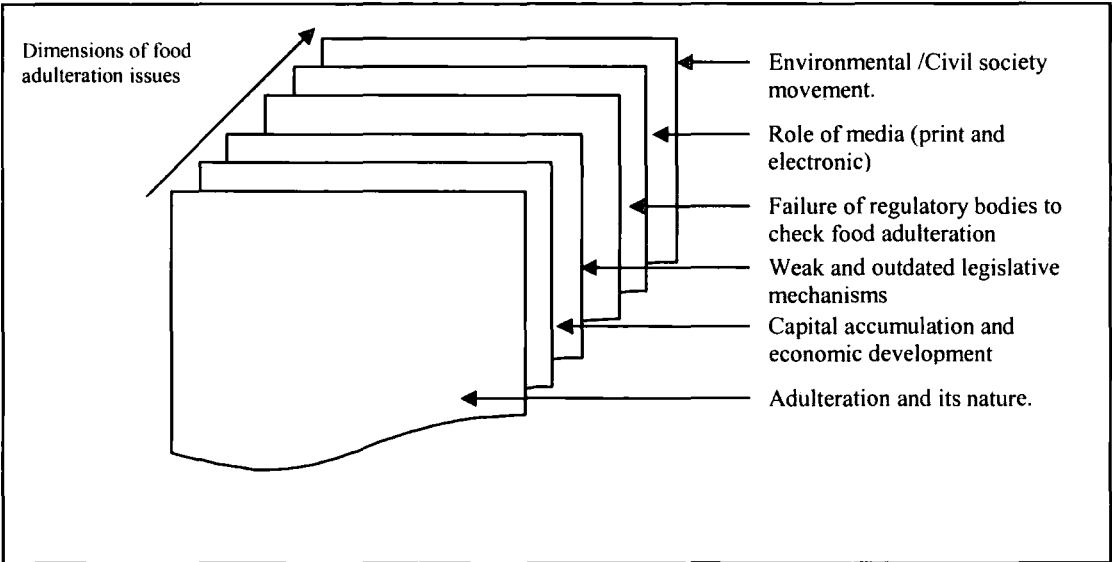 Dimensions of food
adulteration issues
Environmental /Civil society
movement.
Role of media (print and
electronic)
Failure of regulatory bodies to
check food adulteration
Weak and outdated legislative
mechanisms
Capital accumulation and
economic development
Adulteration and its nature.